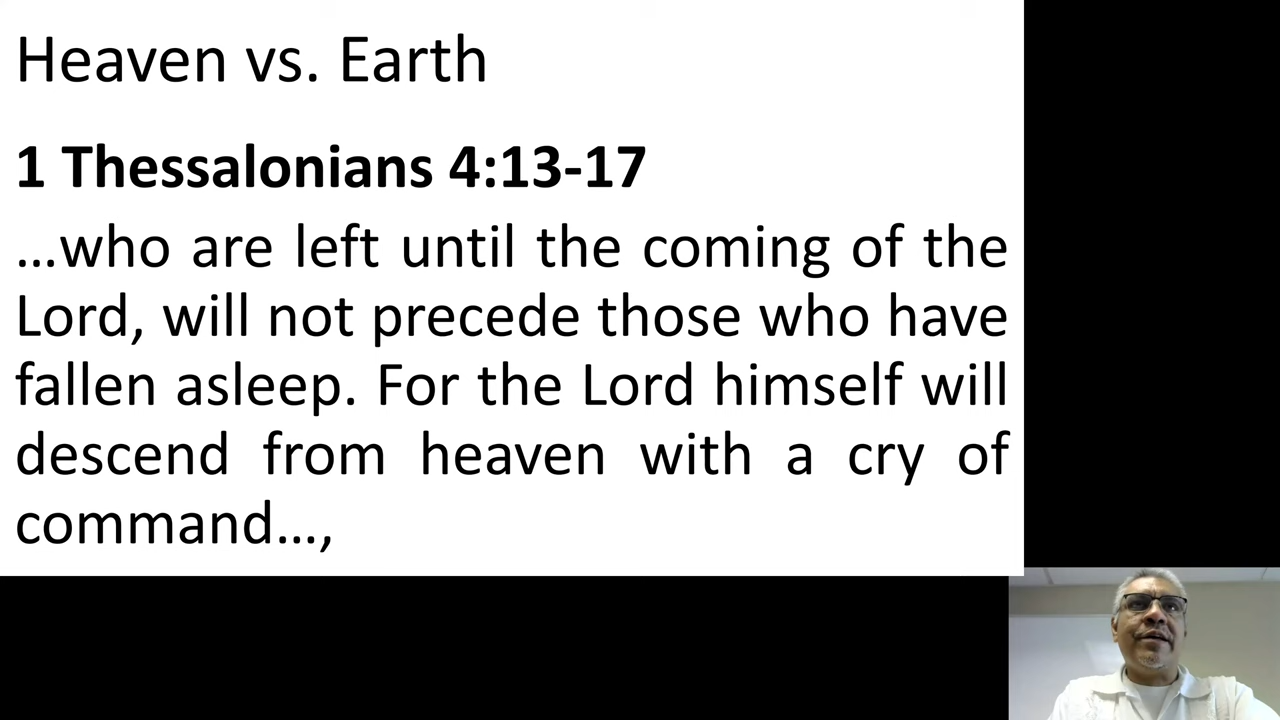 Heaven vs. Earth
1 Thessalonians 4:13-17
…who are left until the coming of the
Lord, will not precede those who have
fallen asleep. For the Lord himself will
descend from heaven with a cry of
command…,